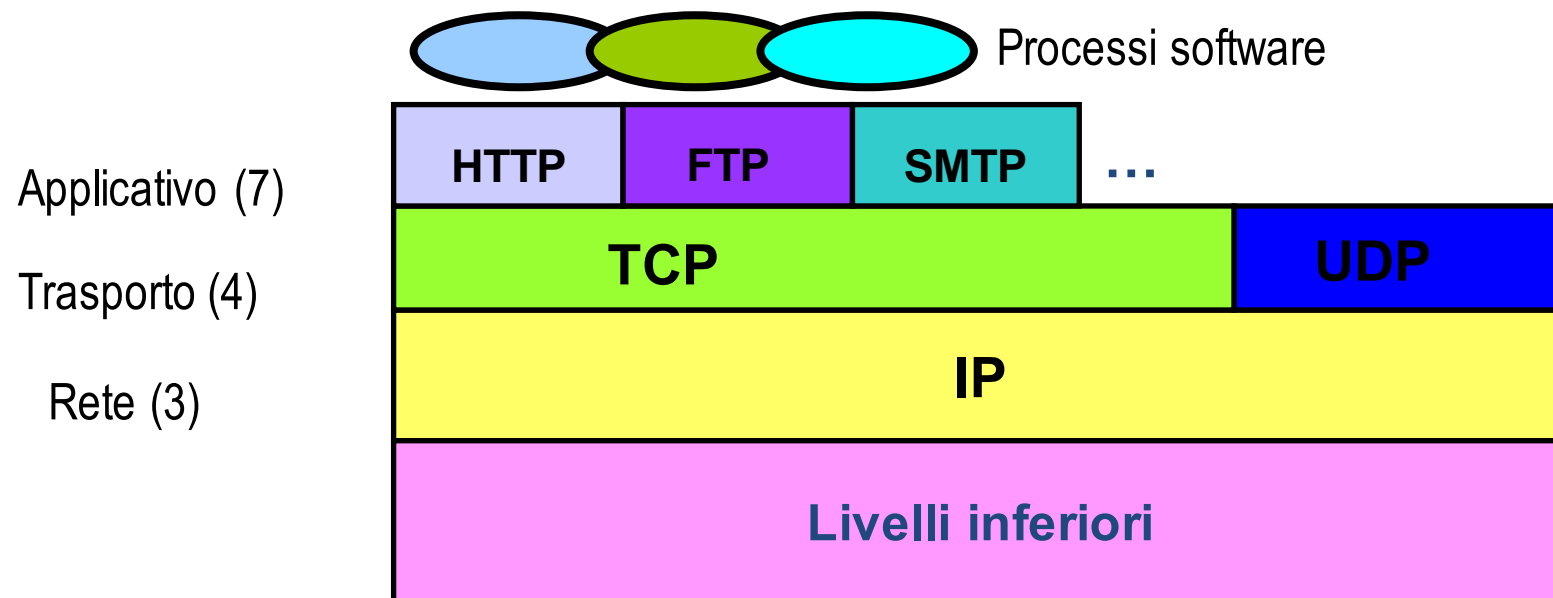 Processi software
HTTP FTP SMTP ...
Applicativo (7)
TCP UDP
Trasporto (4)
IP
Rete (3)
Livelli inferiori